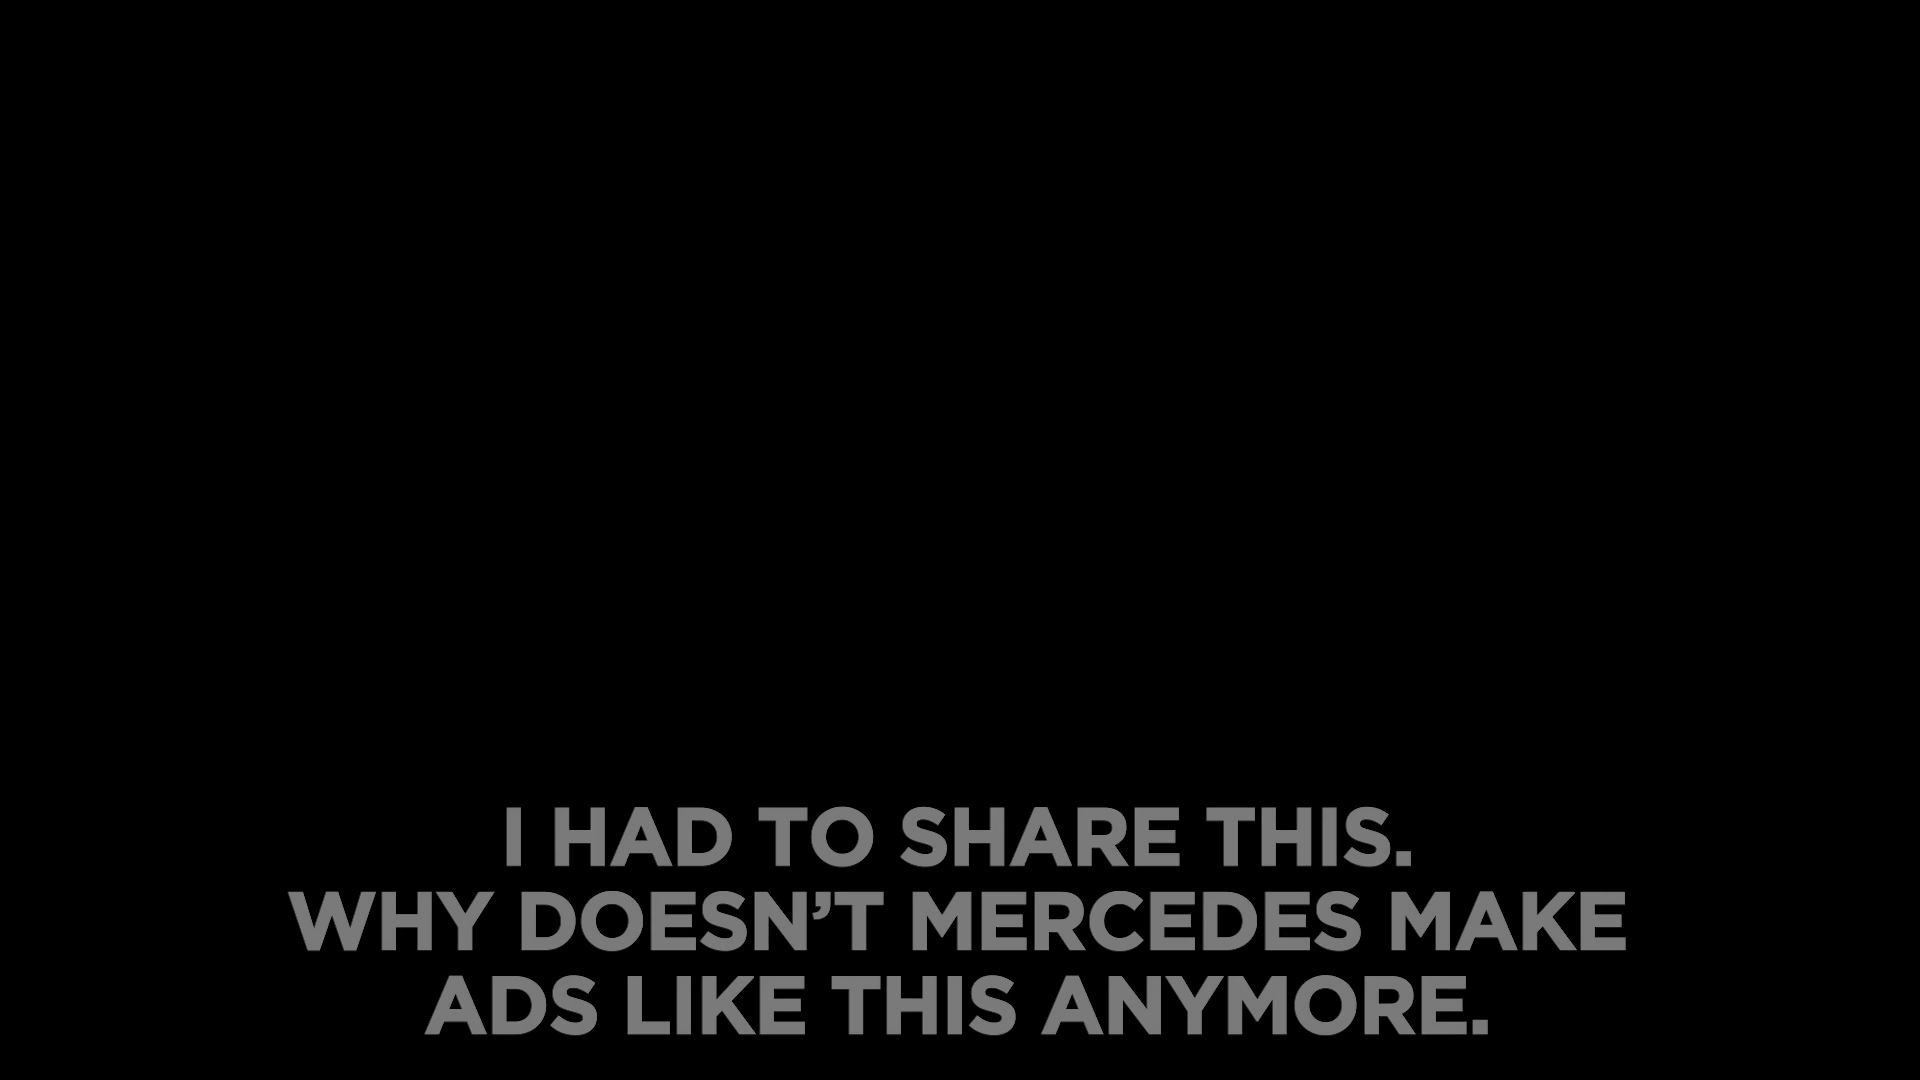 I HAD TO SHARE THIS.
WHY DOESN’T MERCEDES MAKE
ADS LIKE THIS ANYMORE.